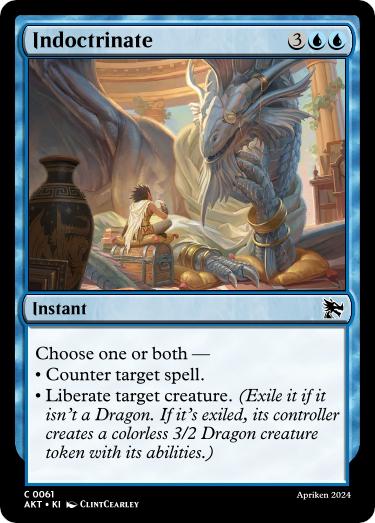 Indoctrinate 3
Instant
Choose one or both —
• Counter target spell.
• Liberate target creature. (Exile it if it
isn't a Dragon. If it's exiled, its controller
creates a colorless 3/2 Dragon creature
token with its abilities.)
C 0061
Apriken 2024
AKT • KI ClintCearley